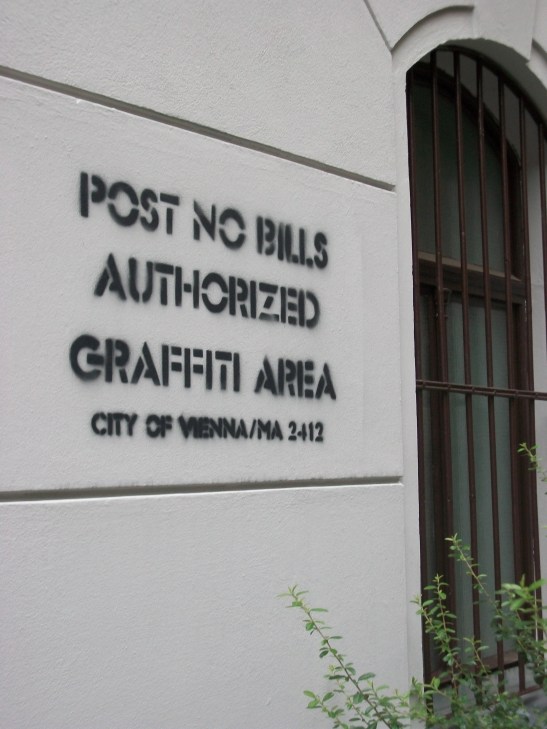 POST NO BILLS
AUTHORIZED
GRAFFITI AREA
CITY OF VIENNA/MA 2412